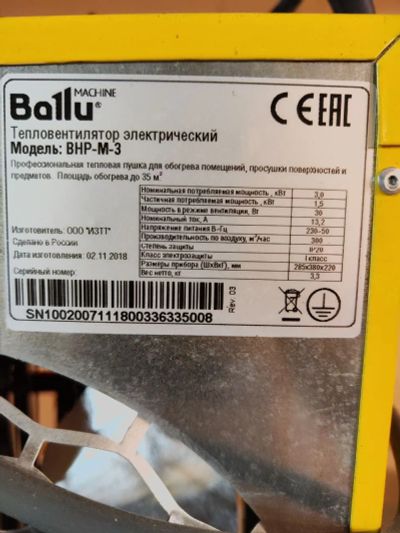 MACHINE
Ballu®
CE EAC
Тепловентилятор электрический
Модель: BHP-M-3
Профессиональная тепловая пушка для обогрева помещений, просушки поверхностей и
предметов. Площадь обогрева до 35 м²
Номинальная потребляемая мощность, кВт 3,0
Частичная потребляемая мощность, кВт 1,5
Мощность в режиме вентиляции, Вт 30
Номинальный ток, А 13,2
Напряжение питания В~Гц 230~50
Производительность по воздуху, м³/час 300
Степень защиты IP20
Класс электрозащиты I класс
Размеры прибора (ШхВхГ), мм 285x380x220
Вес нетто, кг 3,3
Изготовитель: ООО "ИЗТТ"
Сделано в России
Дата изготовления: 02.11.2018
Серийный номер:
SN10020071118003363​35008
Rev. 03